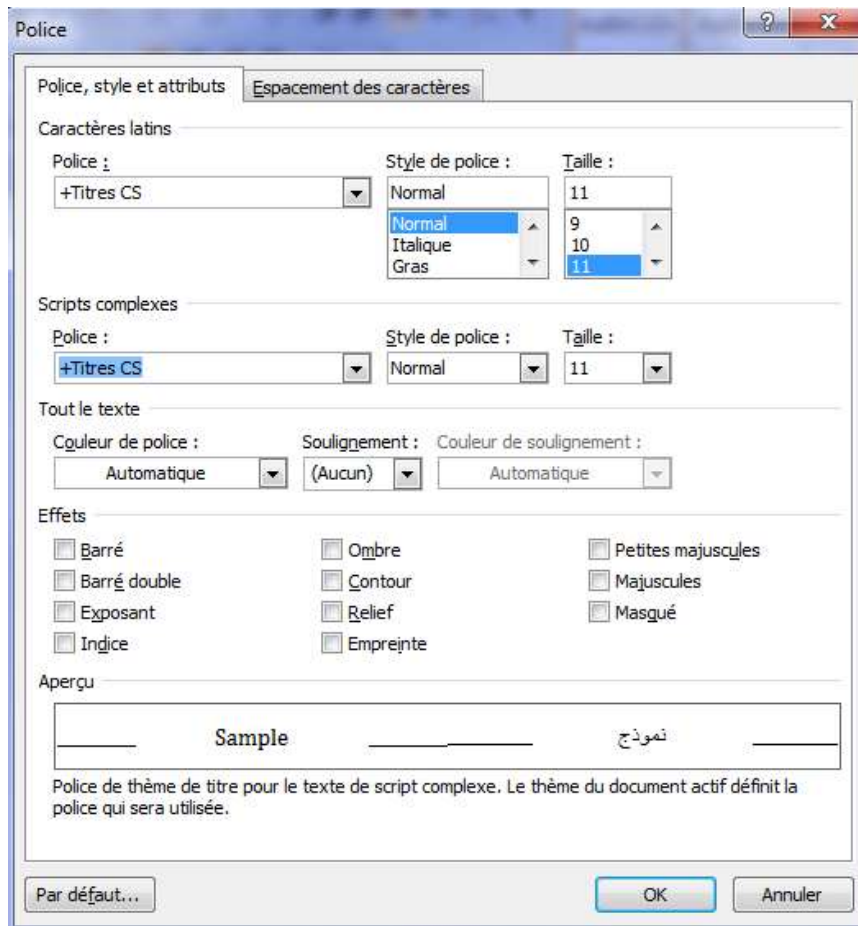 Police
Police, style et attributs Espacement des caractères
Caractères latins
Police : Style de police : Taille :
+Titres CS Normal 11
Normal 9
Italique 10
Gras 11
Scripts complexes
Police : Style de police : Taille :
+Titres CS Normal 11
Tout le texte
Couleur de police : Soulignement : Couleur de soulignement :
Automatique (Aucun) Automatique
Effets
Barré Ombre Petites majuscules
Barré double Contour Majuscules
Exposant Relief Masqué
Indice Empreinte
Aperçu
Sample نموذج
Police de thème de titre pour le texte de script complexe. Le thème du document actif définit la
police qui sera utilisée.
Par défaut... OK Annuler